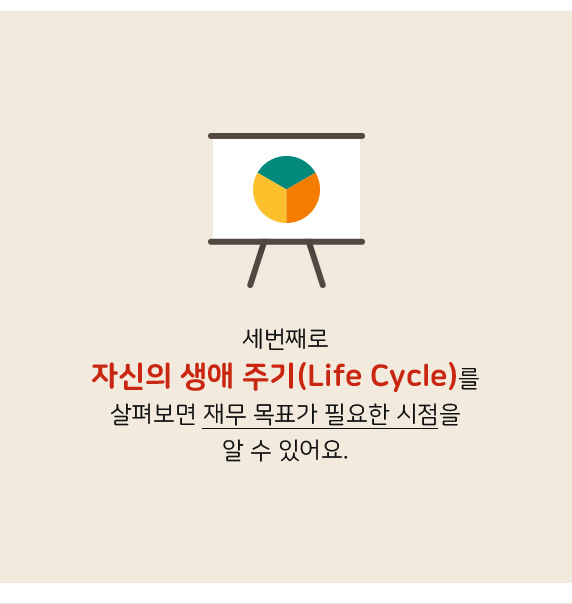 세번째로
자신의 생애 주기(Life Cycle)를
살펴보면 재무 목표가 필요한 시점을
알 수 있어요.